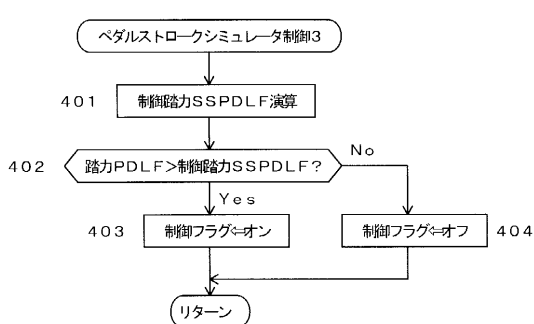 ペダルストロークシミュレータ制御3
401
制御踏力SSPDLF演算
402
踏力PDLF>制御踏力SSPDLF?
No
Yes
403
制御フラグ⇐オン
制御フラグ⇐オフ
404
リターン